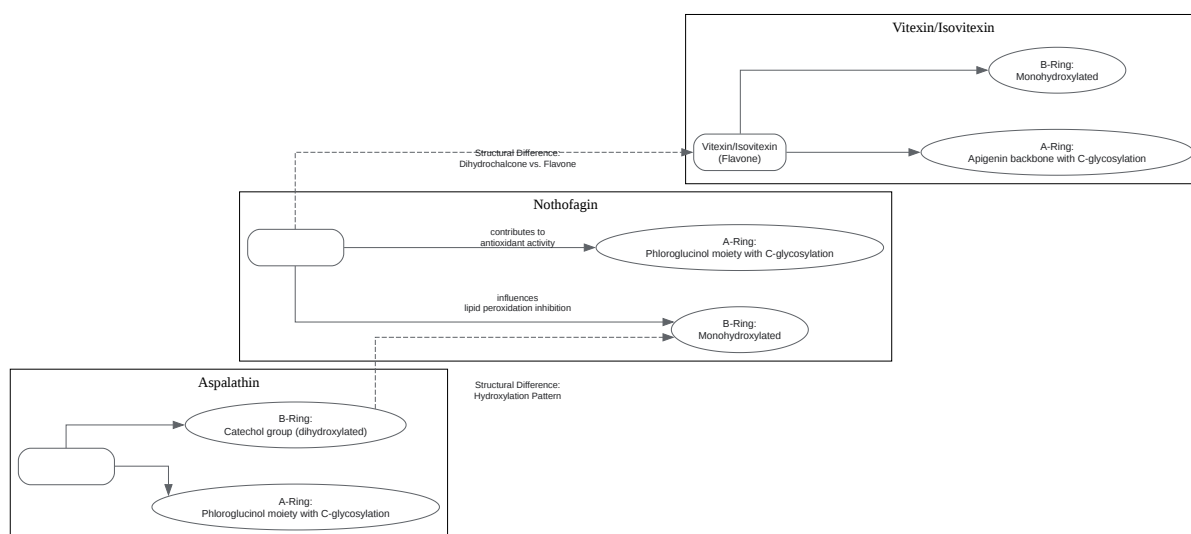 Vitexin/Isovitexin
B-Ring:
Monohydroxylated
Vitexin/Isovitexin
(Flavone)
A-Ring:
Apigenin backbone with C-glycosylation
Structural Difference:
Dihydrochalcone vs. Flavone
Nothofagin
contributes to
antioxidant activity
A-Ring:
Phloroglucinol moiety with C-glycosylation
influences
lipid peroxidation inhibition
B-Ring:
Monohydroxylated
Aspalathin
Structural Difference:
Hydroxylation Pattern
B-Ring:
Catechol group (dihydroxylated)
A-Ring:
Phloroglucinol moiety with C-glycosylation